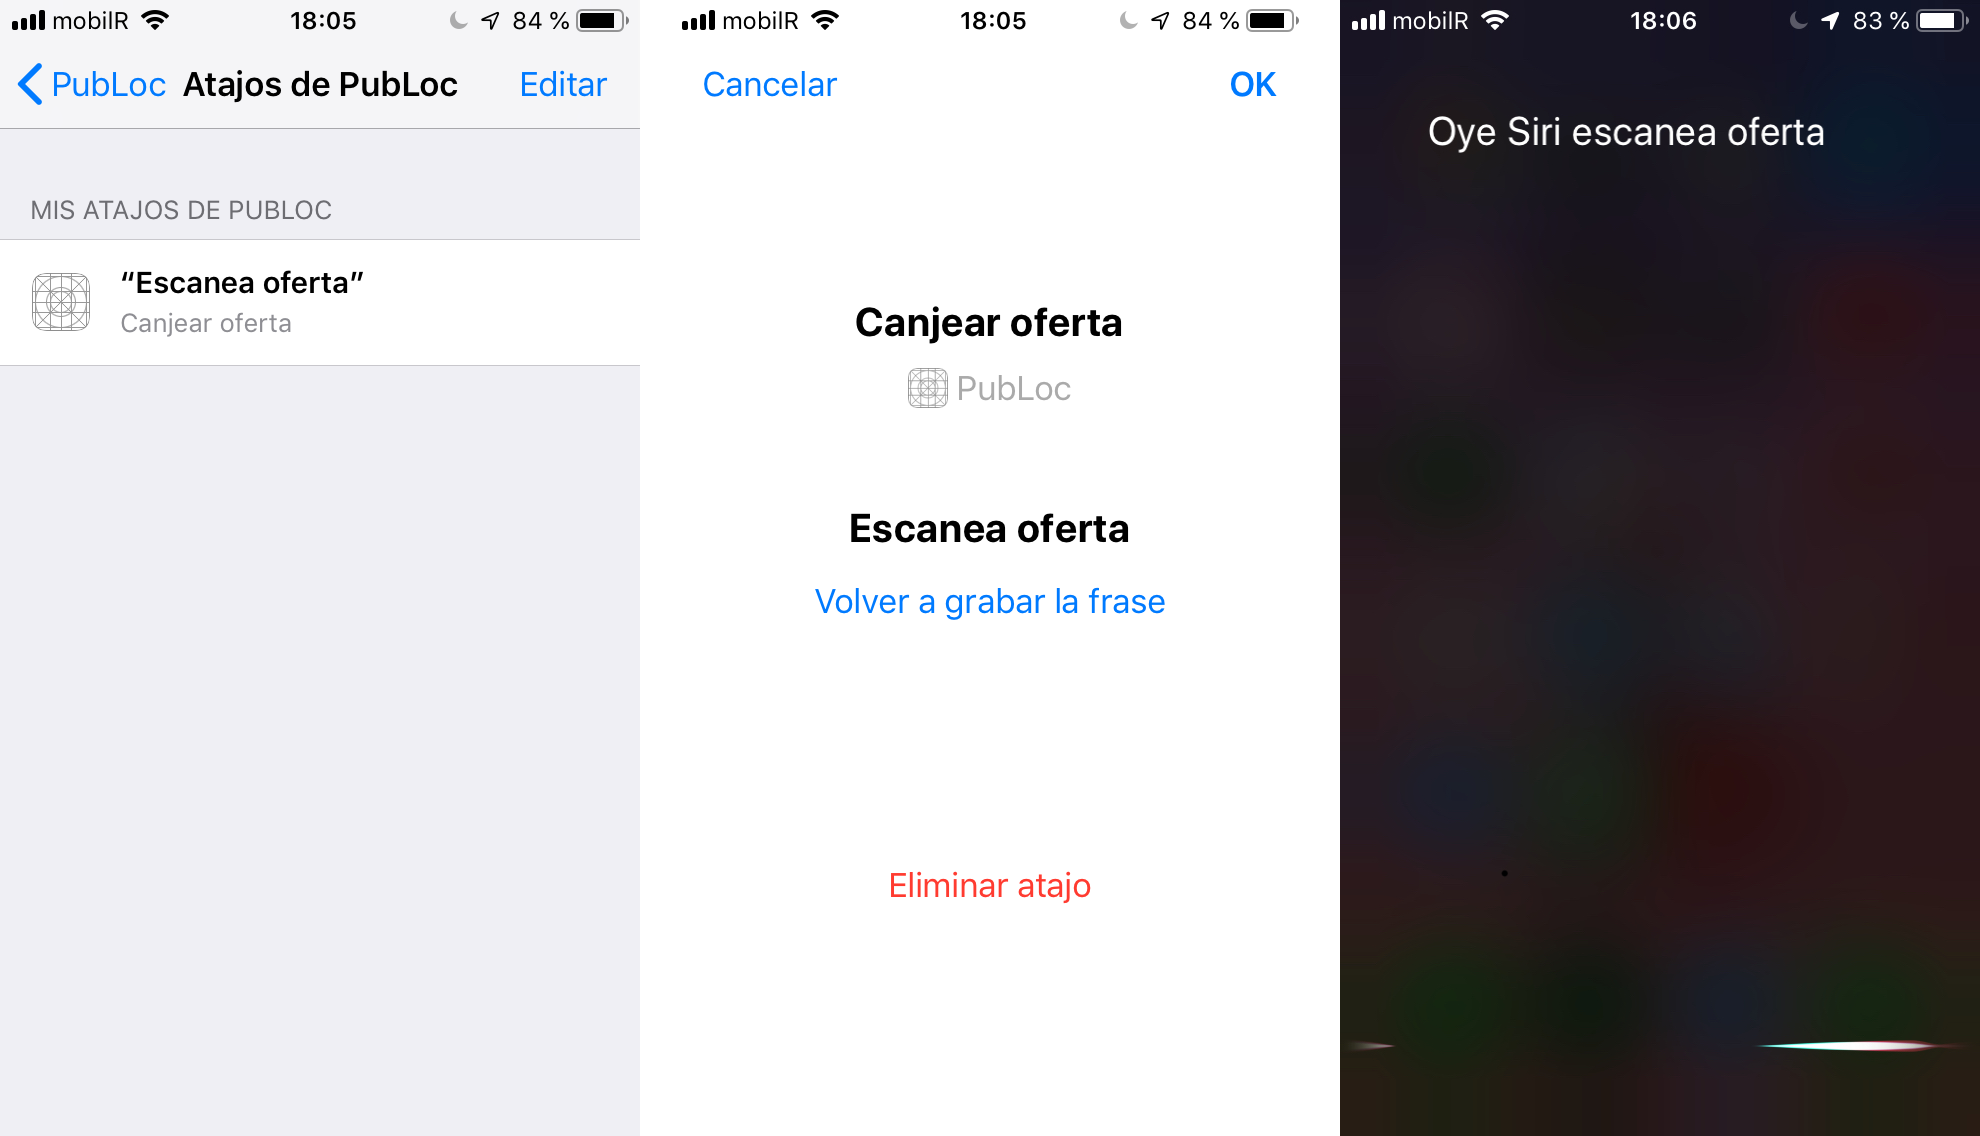 mobilR 18:05 84 %
PubLoc Atajos de PubLoc Editar
MIS ATAJOS DE PUBLOC
“Escanea oferta”
Canjear oferta
mobilR 18:05 84 %
Cancelar OK
Canjear oferta
PubLoc
Escanea oferta
Volver a grabar la frase
Eliminar atajo
mobilR 18:06 83 %
Oye Siri escanea oferta